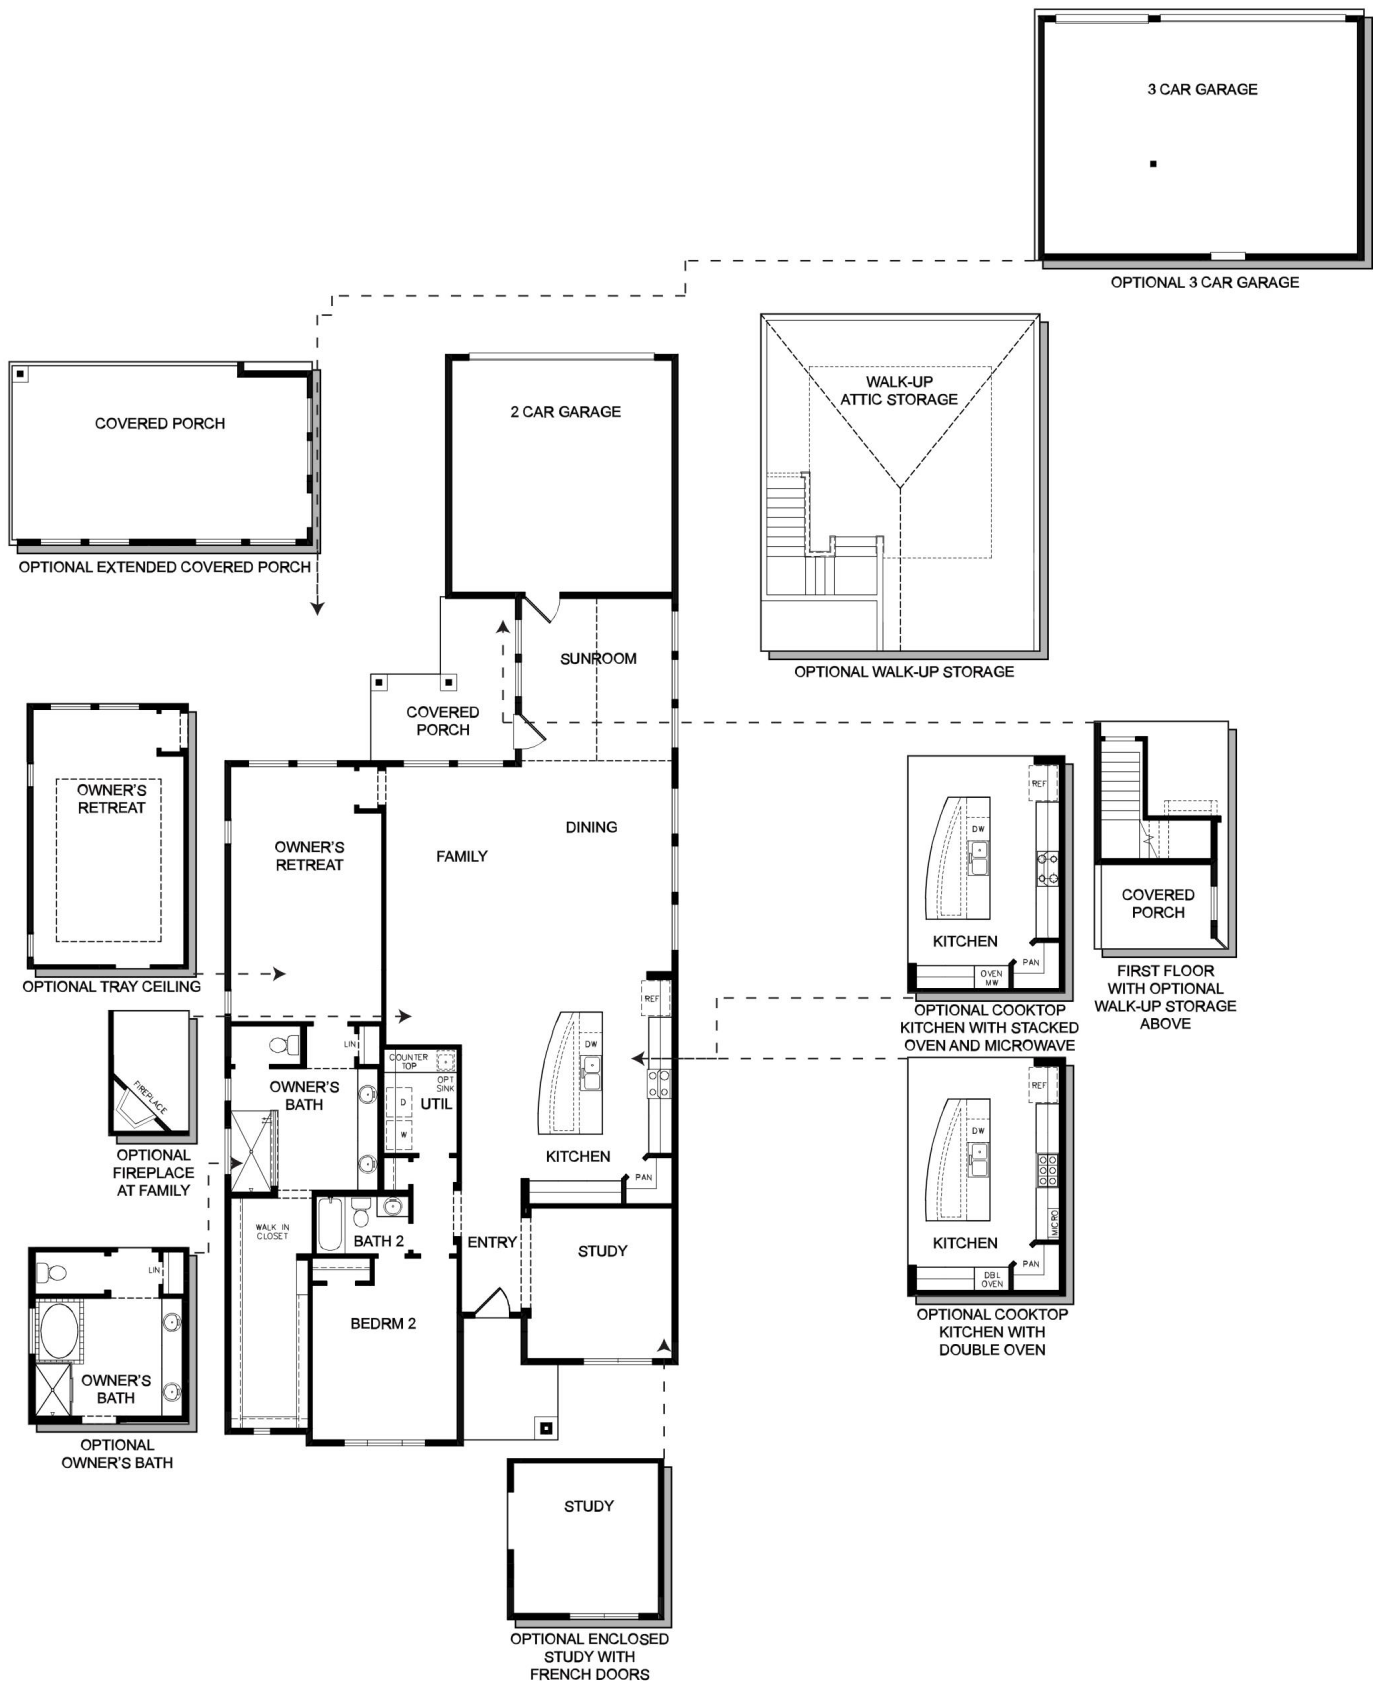 3 CAR GARAGE
OPTIONAL 3 CAR GARAGE
COVERED PORCH
OPTIONAL EXTENDED COVERED PORCH
2 CAR GARAGE
WALK-UP
ATTIC STORAGE
OPTIONAL WALK-UP STORAGE
SUNROOM
COVERED
PORCH
OWNER'S
RETREAT
OPTIONAL TRAY CEILING
OWNER'S
RETREAT
FAMILY
DINING
REF
DW
KITCHEN
OVEN
MW
PAN
OPTIONAL COOKTOP
KITCHEN WITH STACKED
OVEN AND MICROWAVE
COVERED
PORCH
FIRST FLOOR
WITH OPTIONAL
WALK-UP STORAGE
ABOVE
FIREPLACE
OPTIONAL
FIREPLACE
AT FAMILY
LIN
OWNER'S
BATH
COUNTER
TOP
OPT
SINK
UTIL
D
W
REF
DW
KITCHEN
PAN
REF
DW
KITCHEN
MICRO
DBL
OVEN
PAN
OPTIONAL COOKTOP
KITCHEN WITH
DOUBLE OVEN
WALK IN
CLOSET
BATH 2
ENTRY
STUDY
BEDRM 2
LIN
OWNER'S
BATH
OPTIONAL
OWNER'S BATH
STUDY
OPTIONAL ENCLOSED
STUDY WITH
FRENCH DOORS